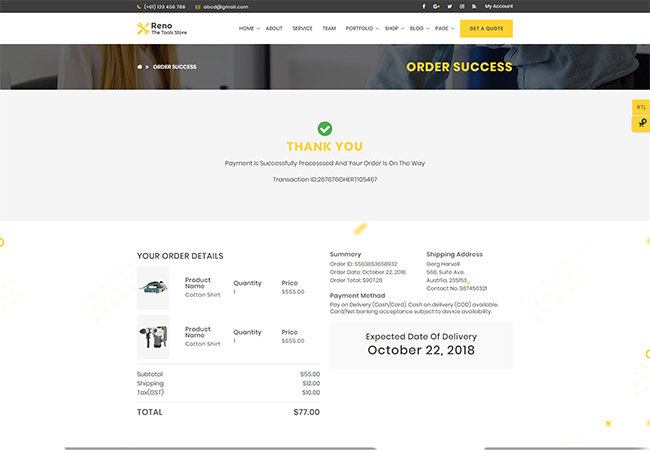 (+61) 123 456 789 abcd@gmail.com My Account
Reno
The Tools Store
HOME ABOUT SERVICE TEAM PORTFOLIO SHOP BLOG PAGE GET A QUOTE
» ORDER SUCCESS
ORDER SUCCESS
RTL
THANK YOU
Payment Is Successfully Processsed And Your Order Is On The Way
Transaction ID:267676GHERT105467
YOUR ORDER DETAILS
Product Name Quantity Price
Cotton Shirt 1 $555.00
Product Name Quantity Price
Cotton Shirt 1 $555.00
Subtotal $55.00
Shipping $12.00
Tax(GST) $10.00
TOTAL $77.00
Summery
Order ID: 5563853658932
Order Date: October 22, 2018
Order Total: $907.28
Shipping Address
Gerg Harvell
568, Suite Ave.
Austrlia, 235153
Contact No. 987456321
Payment Method
Pay on Delivery (Cash/Card). Cash on delivery (COD) available.
Card/Net banking acceptance subject to device availability.
Expected Date Of Delivery
October 22, 2018